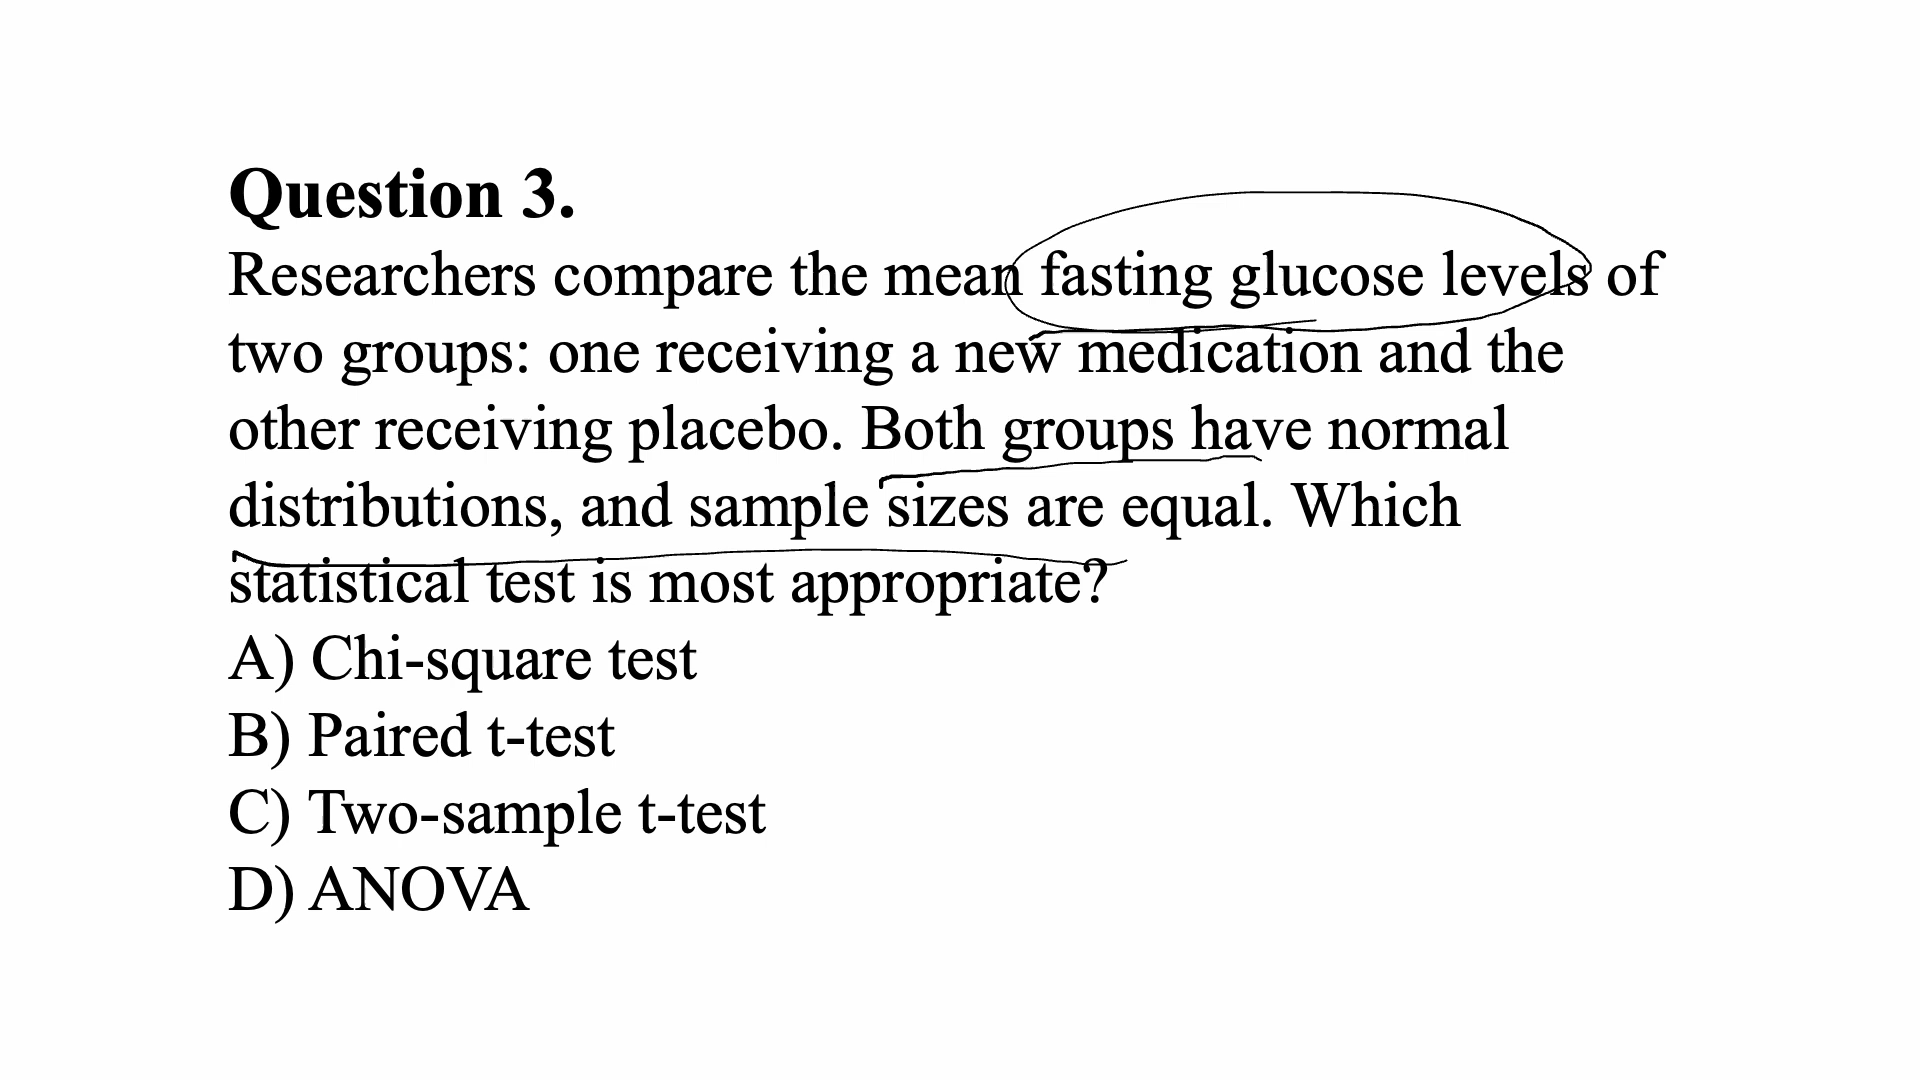 Question 3.
Researchers compare the mean fasting glucose levels of
two groups: one receiving a new medication and the
other receiving placebo. Both groups have normal
distributions, and sample sizes are equal. Which
statistical test is most appropriate?
A) Chi-square test
B) Paired t-test
C) Two-sample t-test
D) ANOVA